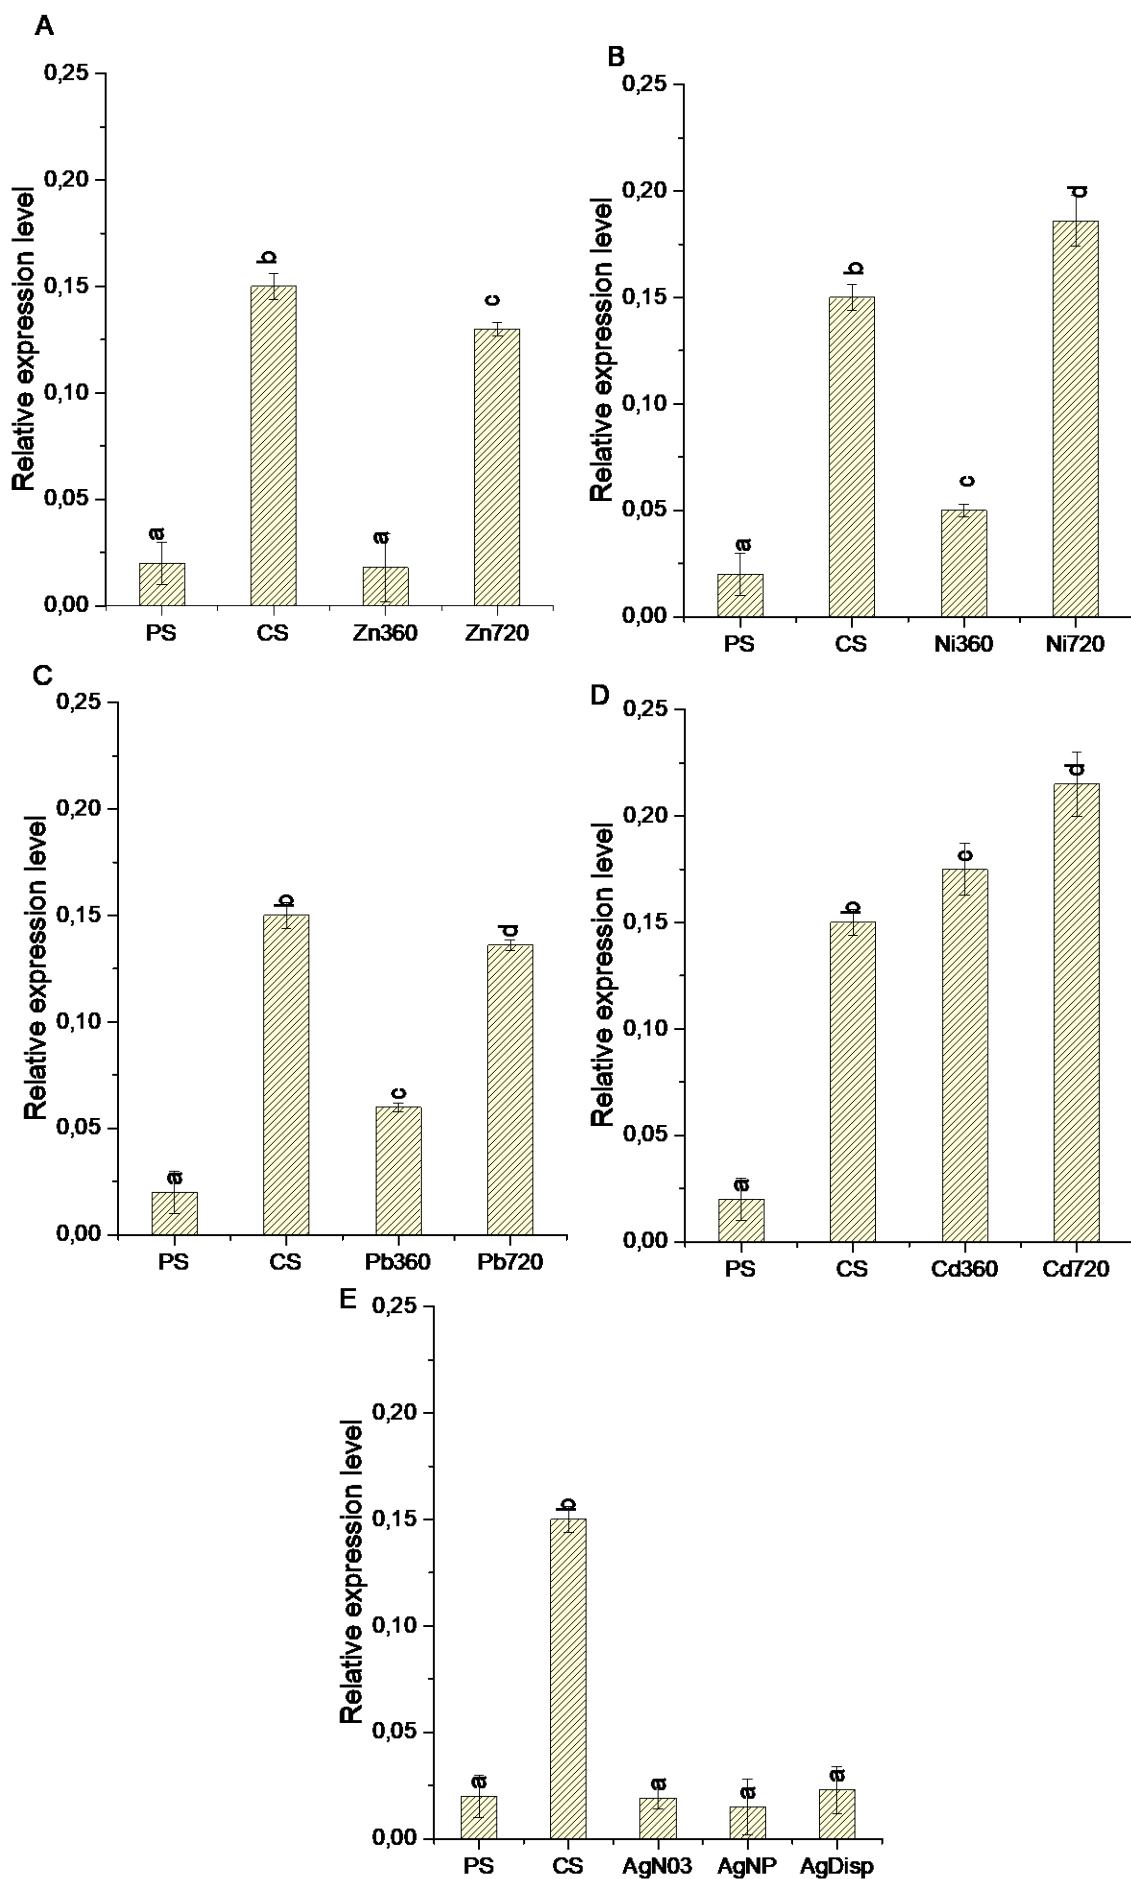 A
0,25
0,20
0,15
0,10
0,05
0,00
Relative expression level
a
b
a
c
PS CS Zn360 Zn720
B
0,25
0,20
0,15
0,10
0,05
0,00
Relative expression level
a
b
c
d
PS CS Ni360 Ni720
C
0,25
0,20
0,15
0,10
0,05
0,00
Relative expression level
a
b
c
d
PS CS Pb360 Pb720
D
0,25
0,20
0,15
0,10
0,05
0,00
Relative expression level
a
b
c
d
PS CS Cd360 Cd720
E
0,25
0,20
0,15
0,10
0,05
0,00
Relative expression level
a
b
a
a
a
PS CS AgN03 AgNP AgDisp